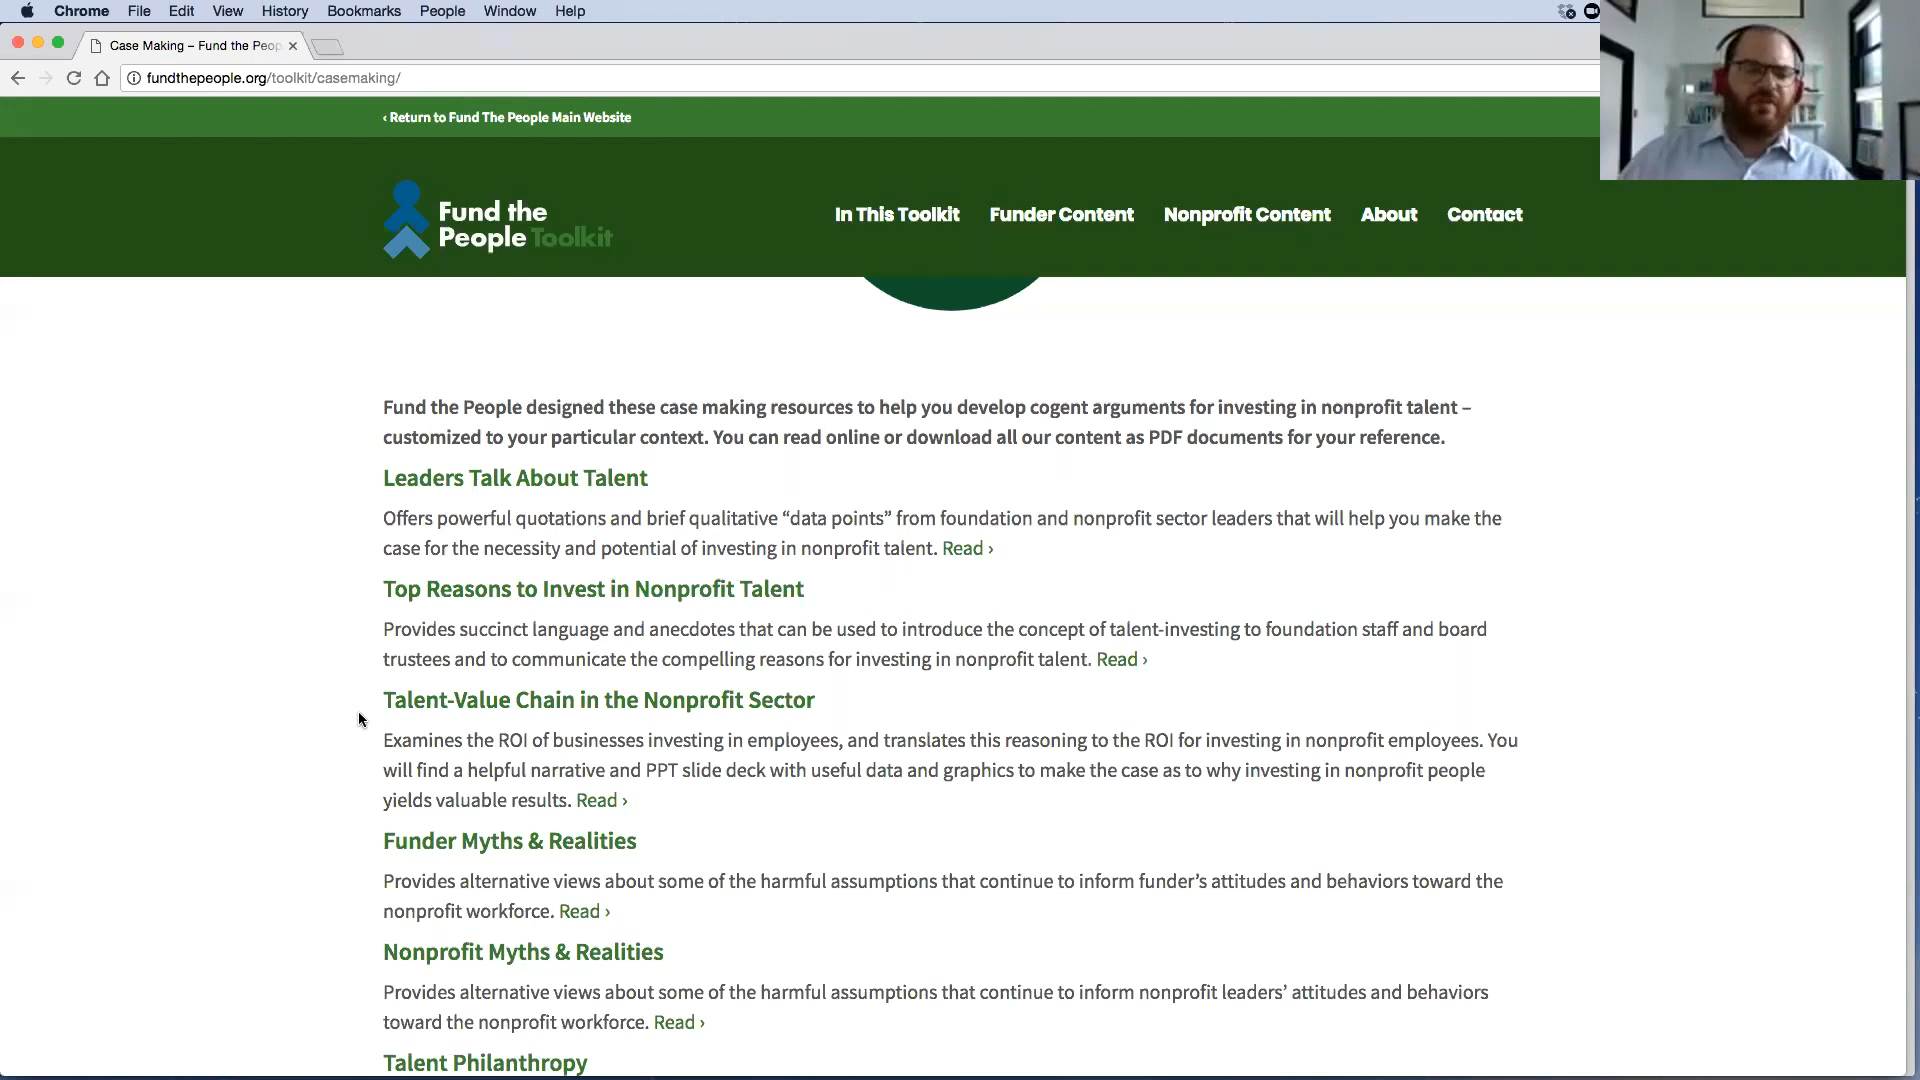 Chrome File Edit View History Bookmarks People Window Help
Case Making – Fund the Peop
fundthepeople.org/toolkit/casemaking/
‹ Return to Fund The People Main Website
Fund the
People Toolkit
In This Toolkit Funder Content Nonprofit Content About Contact
Fund the People designed these case making resources to help you develop cogent arguments for investing in nonprofit talent –
customized to your particular context. You can read online or download all our content as PDF documents for your reference.
Leaders Talk About Talent
Offers powerful quotations and brief qualitative “data points” from foundation and nonprofit sector leaders that will help you make the
case for the necessity and potential of investing in nonprofit talent. Read ›
Top Reasons to Invest in Nonprofit Talent
Provides succinct language and anecdotes that can be used to introduce the concept of talent-investing to foundation staff and board
trustees and to communicate the compelling reasons for investing in nonprofit talent. Read ›
Talent-Value Chain in the Nonprofit Sector
Examines the ROI of businesses investing in employees, and translates this reasoning to the ROI for investing in nonprofit employees. You
will find a helpful narrative and PPT slide deck with useful data and graphics to make the case as to why investing in nonprofit people
yields valuable results. Read ›
Funder Myths & Realities
Provides alternative views about some of the harmful assumptions that continue to inform funder’s attitudes and behaviors toward the
nonprofit workforce. Read ›
Nonprofit Myths & Realities
Provides alternative views about some of the harmful assumptions that continue to inform nonprofit leaders’ attitudes and behaviors
toward the nonprofit workforce. Read ›
Talent Philanthropy